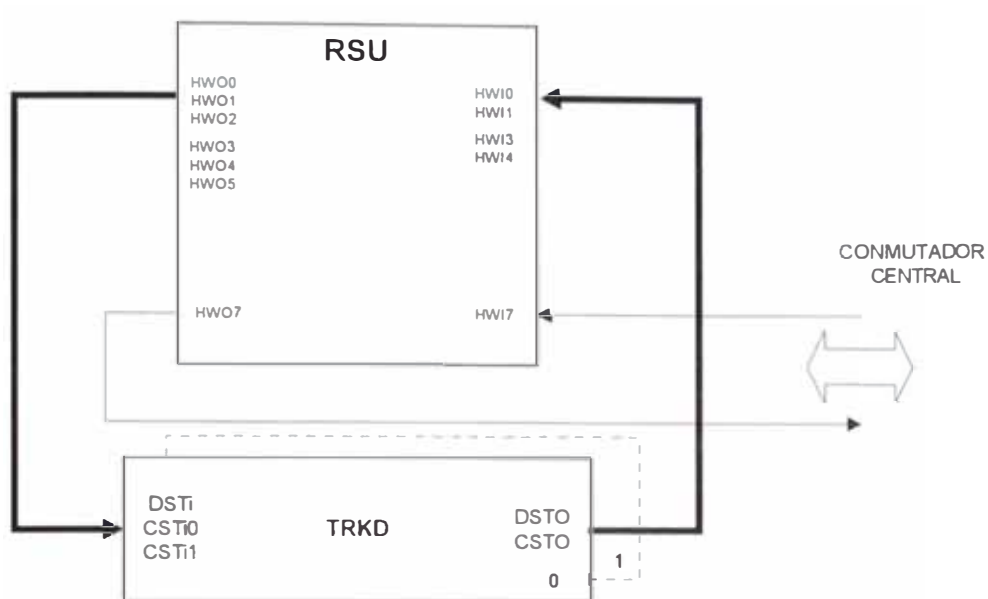 RSU
HWO0
HWO1
HWO2
HWO3
HWO4
HWO5
HWI0
HWI1
HWI3
HWI4
HWO7
HWI7
CONMUTADOR
CENTRAL
DSTi
CSTi0
CSTi1
TRKD
DSTO
CSTO
1
0